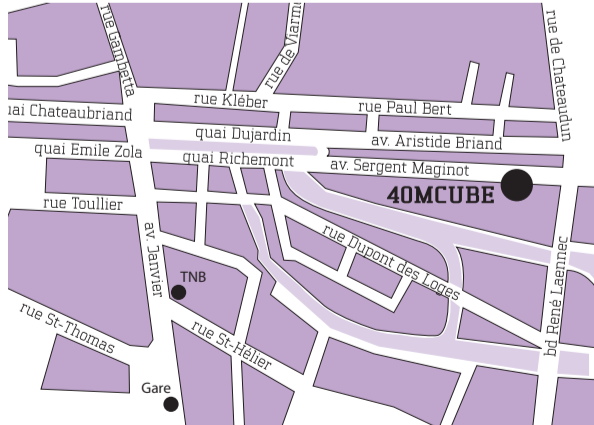 rue Gambetta
rue de Viarm
rue de Chateaudun
rue Kléber
rue Paul Bert
uai Chateaubriand
quai Dujardin
av. Aristide Briand
quai Emile Zola
quai Richemont
av. Sergent Maginot
40MCUBE
rue Toullier
av. Janvier
rue Dupont des Loges
bd René Laennec
TNB
rue St-Thomas
rue St-Hélier
Gare